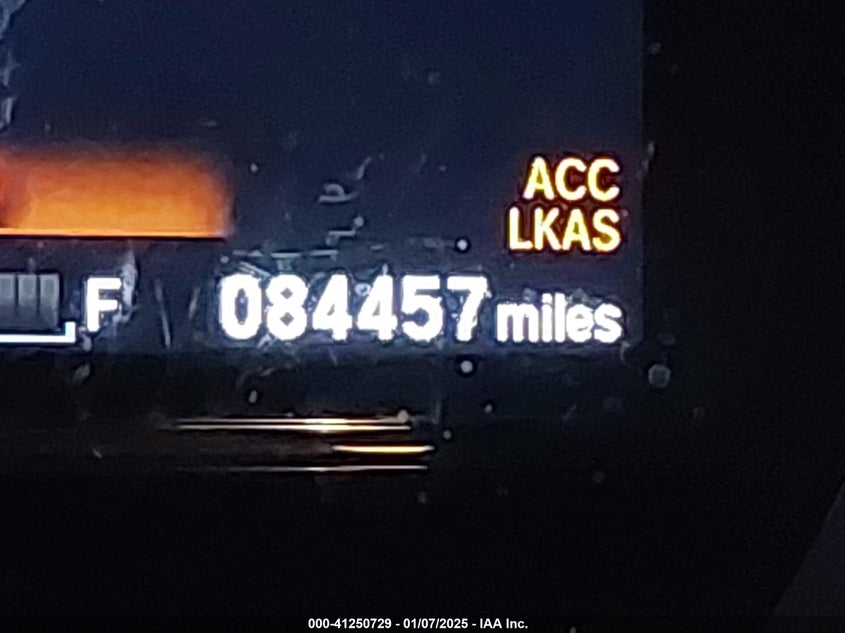 ACC
LKAS
F 084457 miles
000-41250729 - 01/07/2025 - IAA Inc.